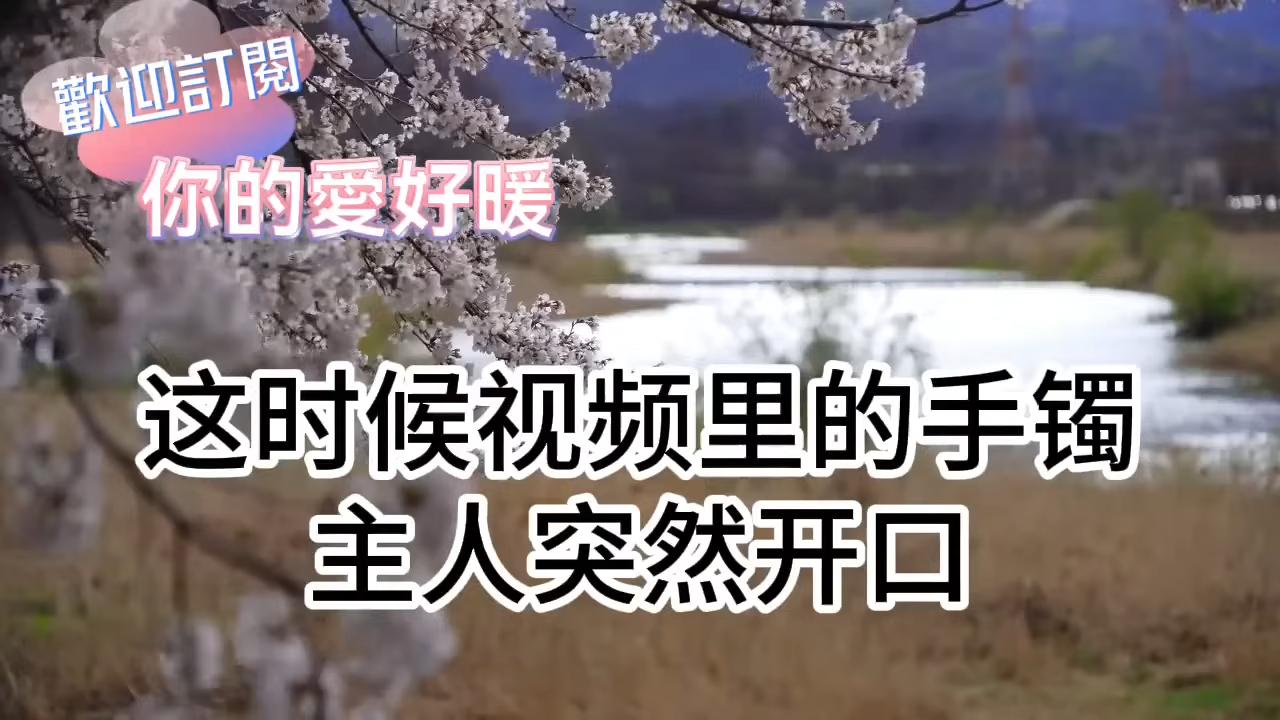 歡迎訂閱
你的愛好暖
这时候视频里的手镯
主人突然开口